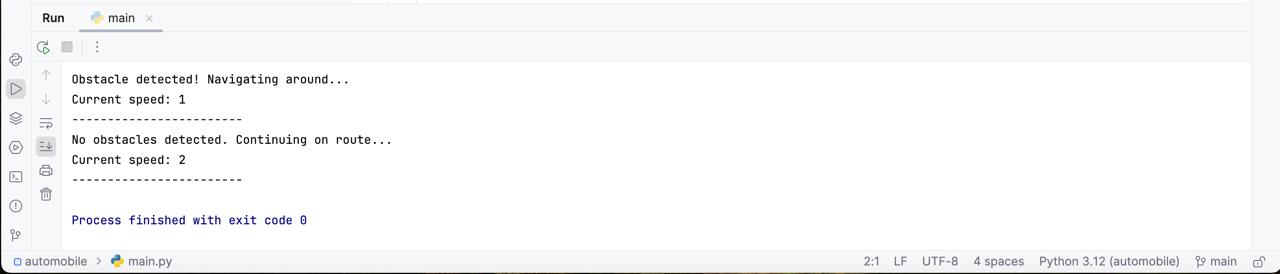 Run main
Obstacle detected! Navigating around...
Current speed: 1
------------------------
No obstacles detected. Continuing on route...
Current speed: 2
------------------------
Process finished with exit code 0
automobile > main.py 2:1 LF UTF-8 4 spaces Python 3.12 (automobile) main